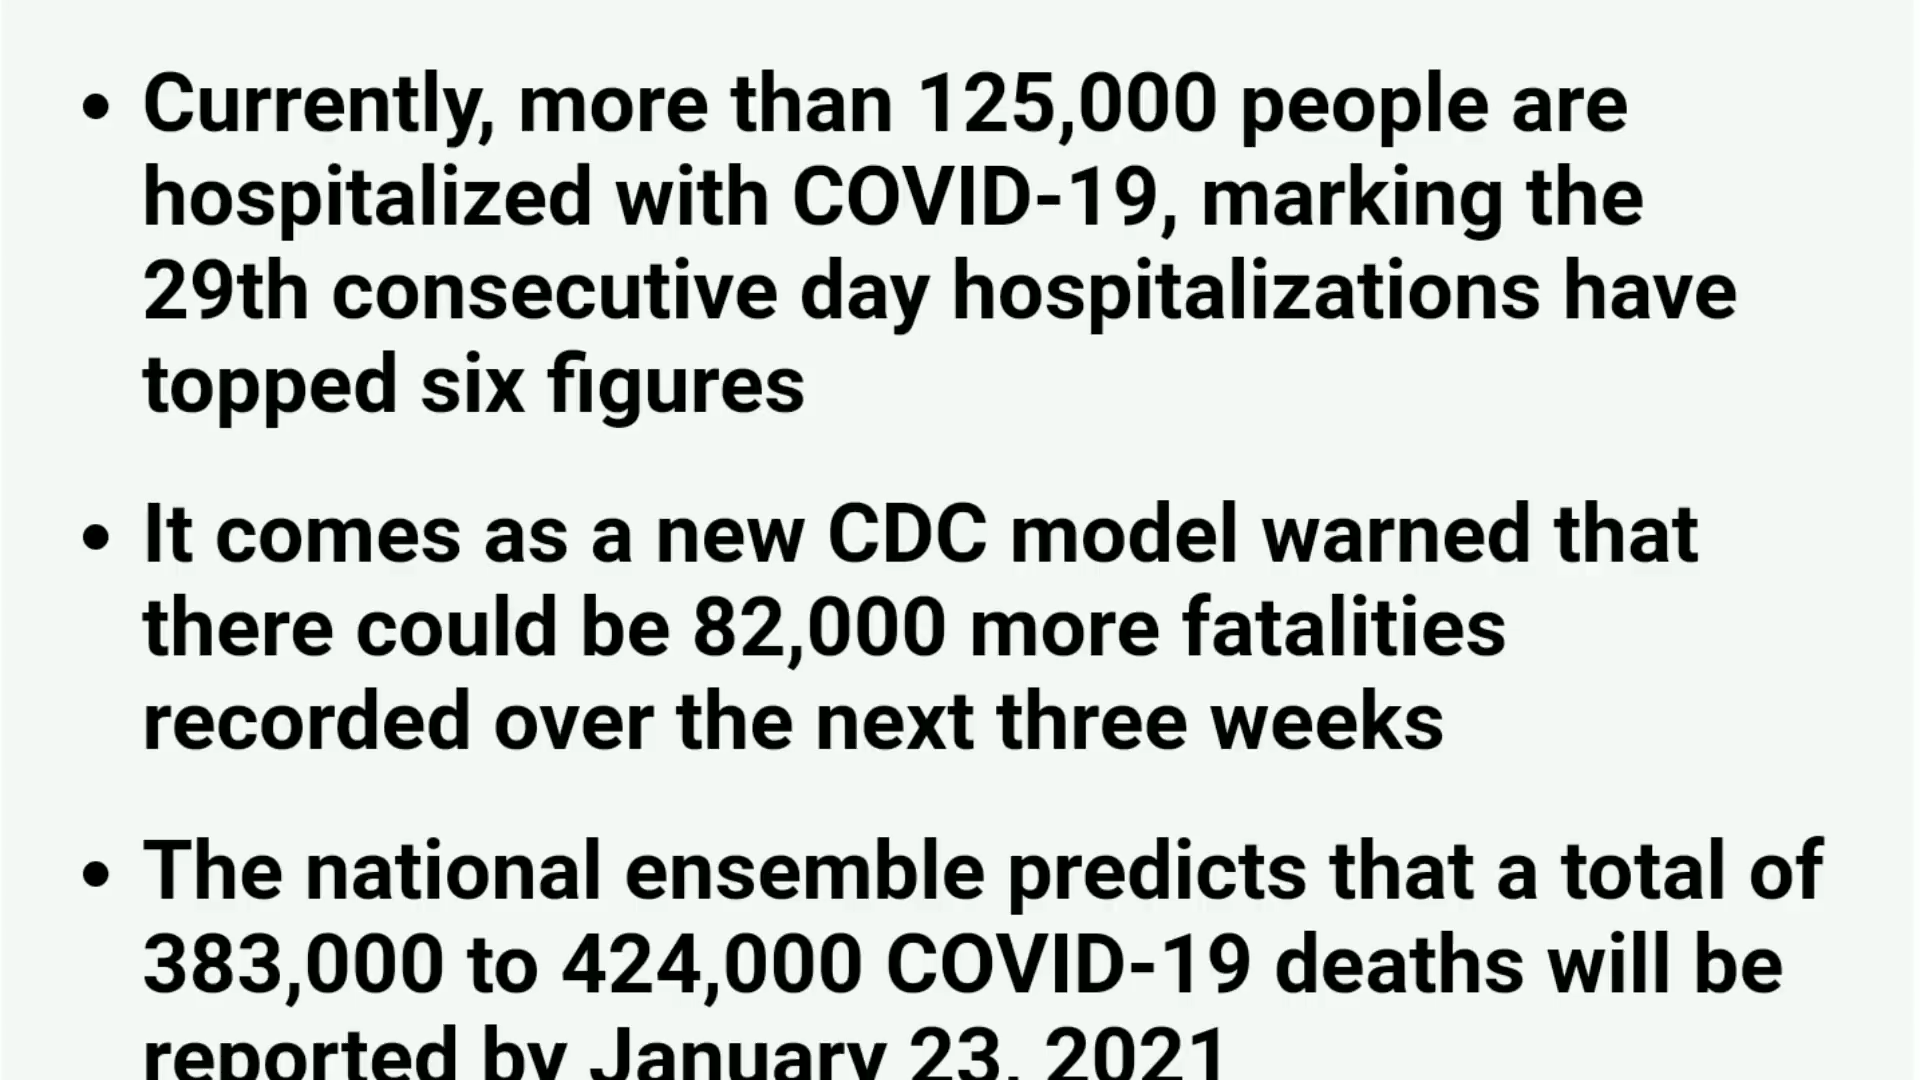 • Currently, more than 125,000 people are
hospitalized with COVID-19, marking the
29th consecutive day hospitalizations have
topped six figures
• It comes as a new CDC model warned that
there could be 82,000 more fatalities
recorded over the next three weeks
• The national ensemble predicts that a total of
383,000 to 424,000 COVID-19 deaths will be
reported by January 23, 2021